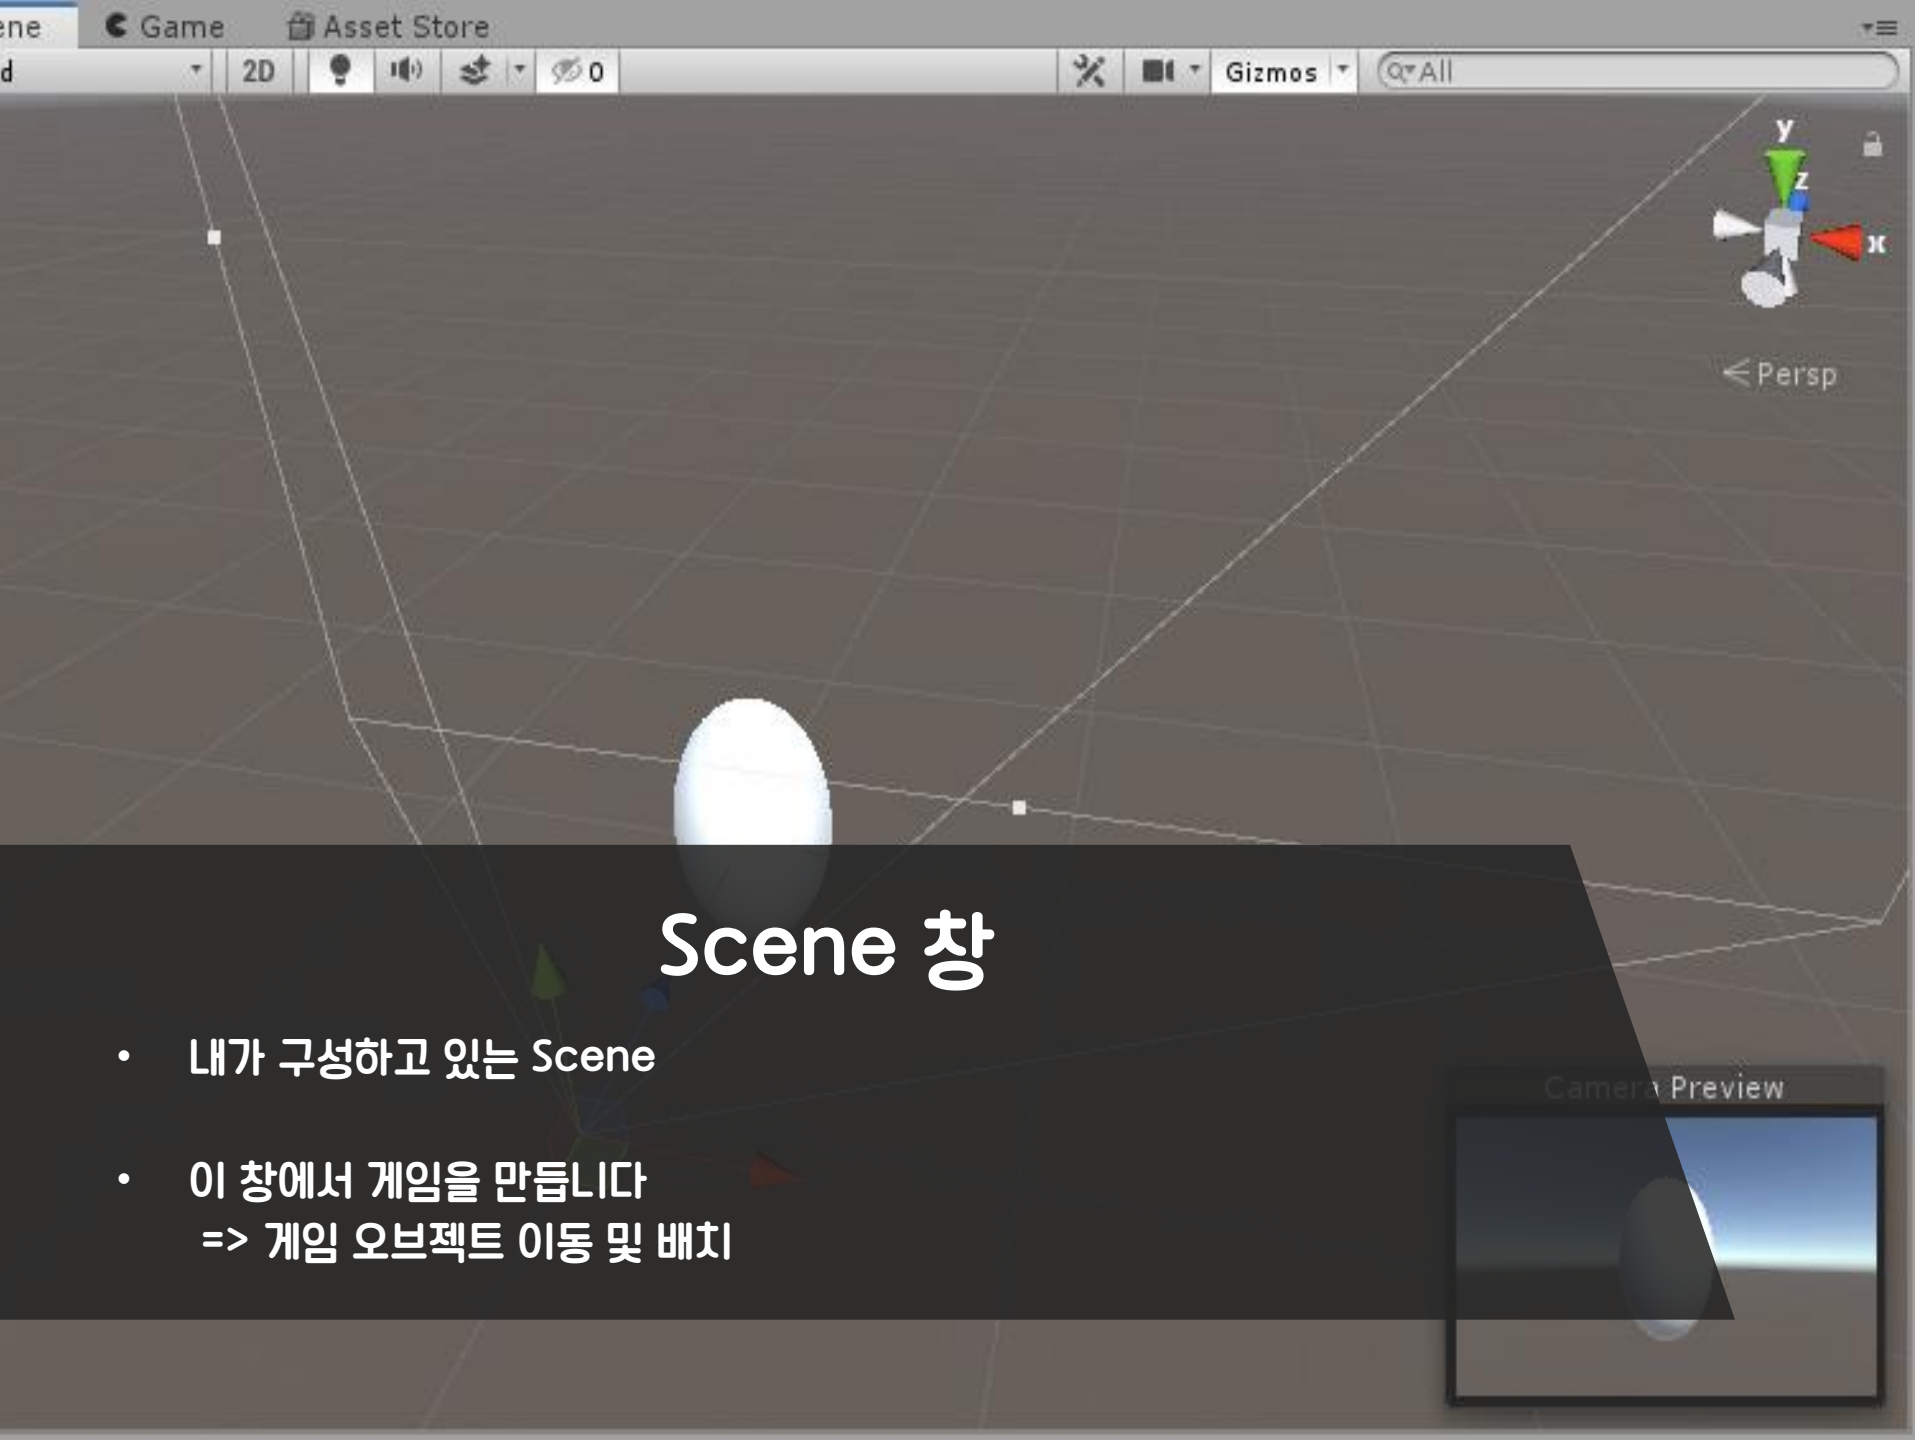 ene Game Asset Store
d 2D 0 Gizmos All
y
z
x
Persp
Scene 창
• 내가 구성하고 있는 Scene
• 이 창에서 게임을 만듭니다
=> 게임 오브젝트 이동 및 배치
Camera Preview